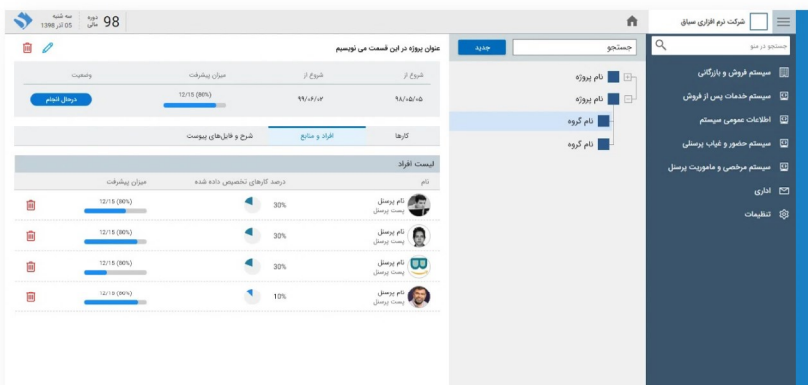 شرکت نرم افزاری سیاق
سه شنبه
05 آذر 1398
دوره
مالی
98
جستجو در منو
سیستم فروش و بازرگانی
سیستم خدمات پس از فروش
اطلاعات عمومی سیستم
سیستم حضور و غیاب پرسنلی
سیستم مرخصی و ماموریت پرسنل
اداری
تنظیمات
جستجو
جدید
نام پروژه
نام پروژه
نام گروه
نام گروه
عنوان پروژه در این قسمت می نویسیم
شروع از شروع از میزان پیشرفت وضعیت
۹۸/۰۵/۰۵ ۹۹/۰۶/۰۲ 12/15 (80%) درحال انجام
کارها افراد و منابع شرح و فایل‌های پیوست
لیست افراد
نام درصد کارهای تخصیص داده شده میزان پیشرفت
نام پرسنل 30% 12/15 (80%)
پست پرسنل
نام پرسنل 30% 12/15 (80%)
پست پرسنل
نام پرسنل 30% 12/15 (80%)
پست پرسنل
نام پرسنل 10% 12/15 (80%)
پست پرسنل